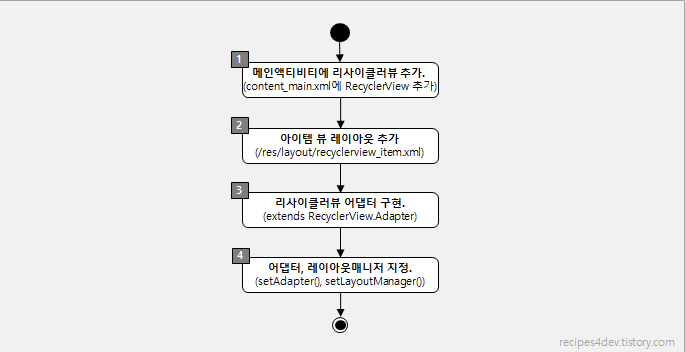 1
메인액티비티에 리사이클러뷰 추가.
(content_main.xml에 RecyclerView 추가)
2
아이템 뷰 레이아웃 추가
(/res/layout/recyclerview_item.xml)
3
리사이클러뷰 어댑터 구현.
(extends RecyclerView.Adapter)
4
어댑터, 레이아웃매니저 지정.
(setAdapter(), setLayoutManager())
recipes4dev.tistory.com